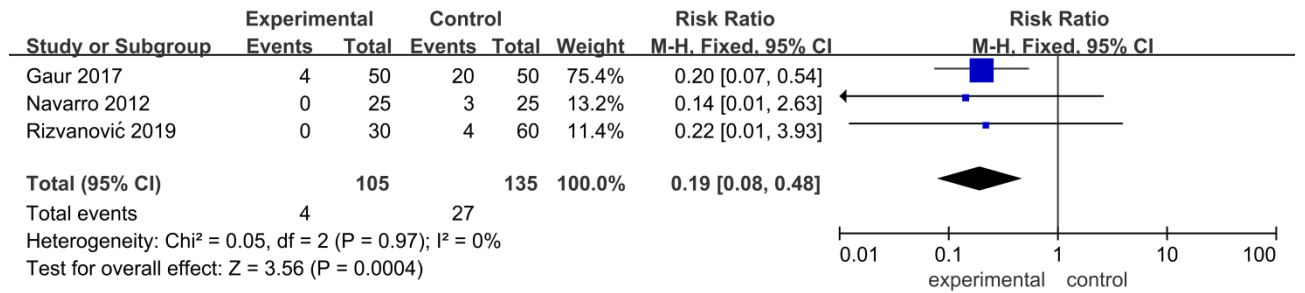 Experimental Control Risk Ratio Risk Ratio
Study or Subgroup Events Total Events Total Weight M-H, Fixed, 95% CI M-H, Fixed, 95% CI
Gaur 2017 4 50 20 50 75.4% 0.20 [0.07, 0.54]
Navarro 2012 0 25 3 25 13.2% 0.14 [0.01, 2.63]
Rizvanović 2019 0 30 4 60 11.4% 0.22 [0.01, 3.93]
Total (95% CI) 105 135 100.0% 0.19 [0.08, 0.48]
Total events 4 27
Heterogeneity: Chi² = 0.05, df = 2 (P = 0.97); I² = 0%
Test for overall effect: Z = 3.56 (P = 0.0004)
0.01 0.1 1 10 100
experimental control